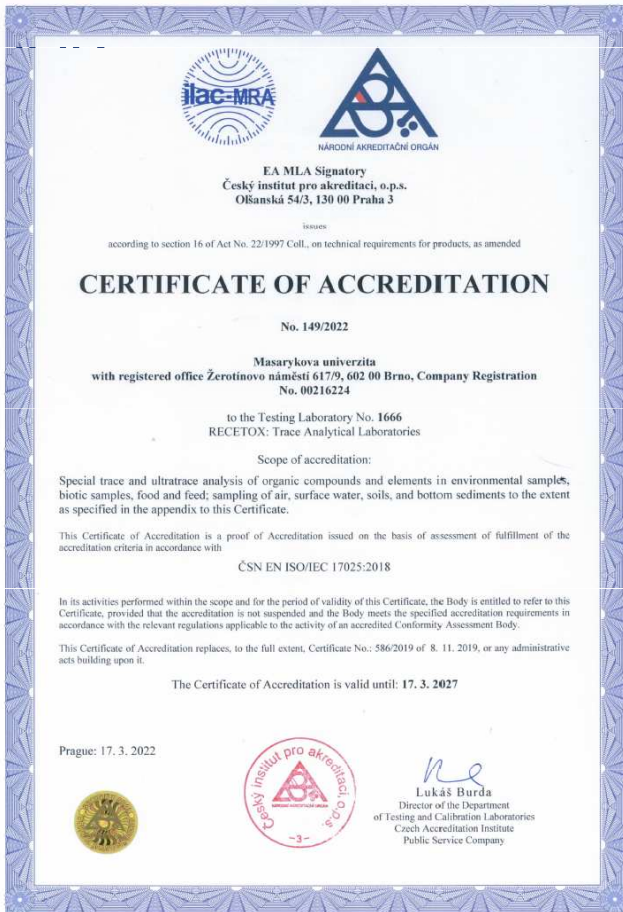 ilac-MRA
NÁRODNÍ AKREDITAČNÍ ORGÁN
EA MLA Signatory
Český institut pro akreditaci, o.p.s.
Olšanská 54/3, 130 00 Praha 3
issues
according to section 16 of Act No. 22/1997 Coll., on technical requirements for products, as amended
CERTIFICATE OF ACCREDITATION
No. 149/2022
Masarykova univerzita
with registered office Žerotínovo náměstí 617/9, 602 00 Brno, Company Registration
No. 00216224
to the Testing Laboratory No. 1666
RECETOX: Trace Analytical Laboratories
Scope of accreditation:
Special trace and ultratrace analysis of organic compounds and elements in environmental samples,
biotic samples, food and feed; sampling of air, surface water, soils, and bottom sediments to the extent
as specified in the appendix to this Certificate.
This Certificate of Accreditation is a proof of Accreditation issued on the basis of assessment of fulfillment of the
accreditation criteria in accordance with
ČSN EN ISO/IEC 17025:2018
In its activities performed within the scope and for the period of validity of this Certificate, the Body is entitled to refer to this
Certificate, provided that the accreditation is not suspended and the Body meets the specified accreditation requirements in
accordance with the relevant regulations applicable to the activity of an accredited Conformity Assessment Body.
This Certificate of Accreditation replaces, to the full extent, Certificate No.: 586/2019 of 8. 11. 2019, or any administrative
acts building upon it.
The Certificate of Accreditation is valid until: 17. 3. 2027
Prague: 17. 3. 2022
Český institut pro akreditaci, o.p.s.
NÁRODNÍ AKREDITAČNÍ ORGÁN
-3-
Lukáš Burda
Director of the Department
of Testing and Calibration Laboratories
Czech Accreditation Institute
Public Service Company